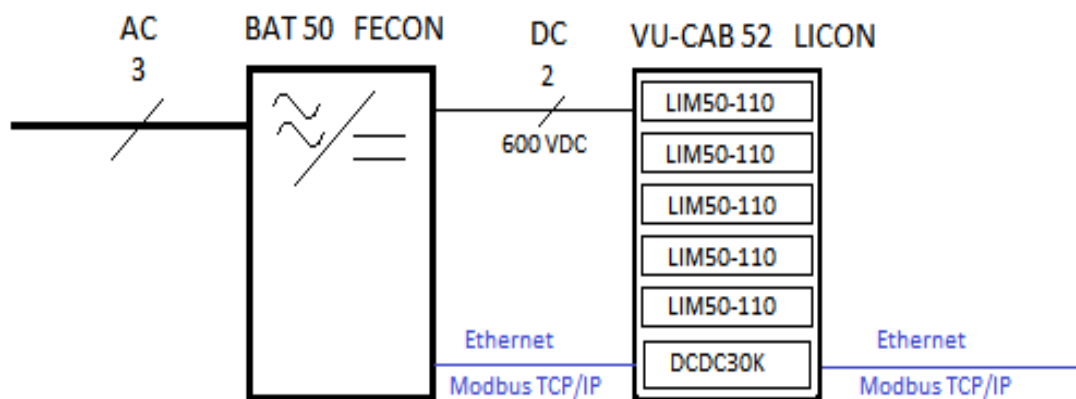 AC
3
BAT 50 FECON
DC
2
600 VDC
VU-CAB 52 LICON
LIM50-110
LIM50-110
LIM50-110
LIM50-110
LIM50-110
DCDC30K
Ethernet
Modbus TCP/IP
Ethernet
Modbus TCP/IP